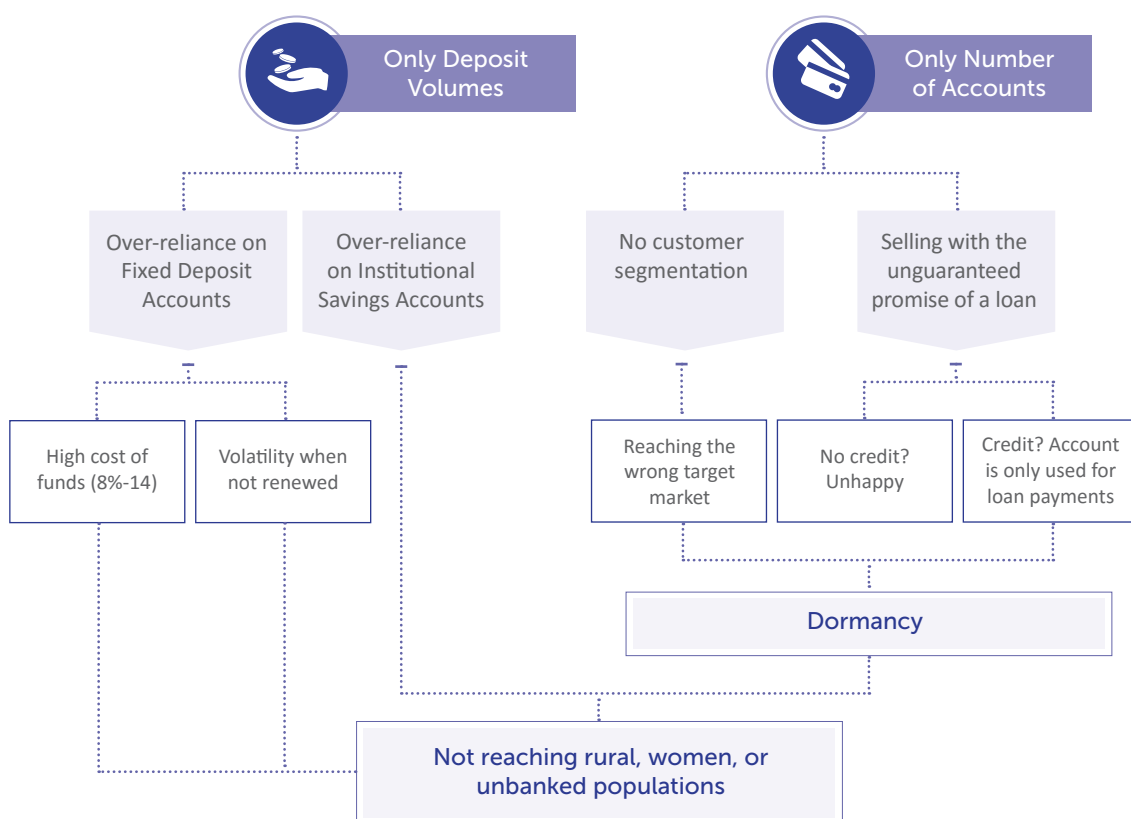 Only Deposit
Volumes
Only Number
of Accounts
Over-reliance on
Fixed Deposit
Accounts
Over-reliance
on Institutional
Savings Accounts
No customer
segmentation
Selling with the
unguaranteed
promise of a loan
High cost of
funds (8%-14)
Volatility when
not renewed
Reaching the
wrong target
market
No credit?
Unhappy
Credit? Account
is only used for
loan payments
Dormancy
Not reaching rural, women, or
unbanked populations